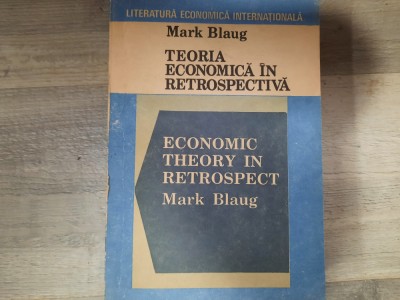 LITERATURĂ ECONOMICĂ INTERNAȚIONALĂ
Mark Blaug
TEORIA
ECONOMICĂ ÎN
RETROSPECTIVĂ
ECONOMIC
THEORY IN
RETROSPECT
Mark Blaug